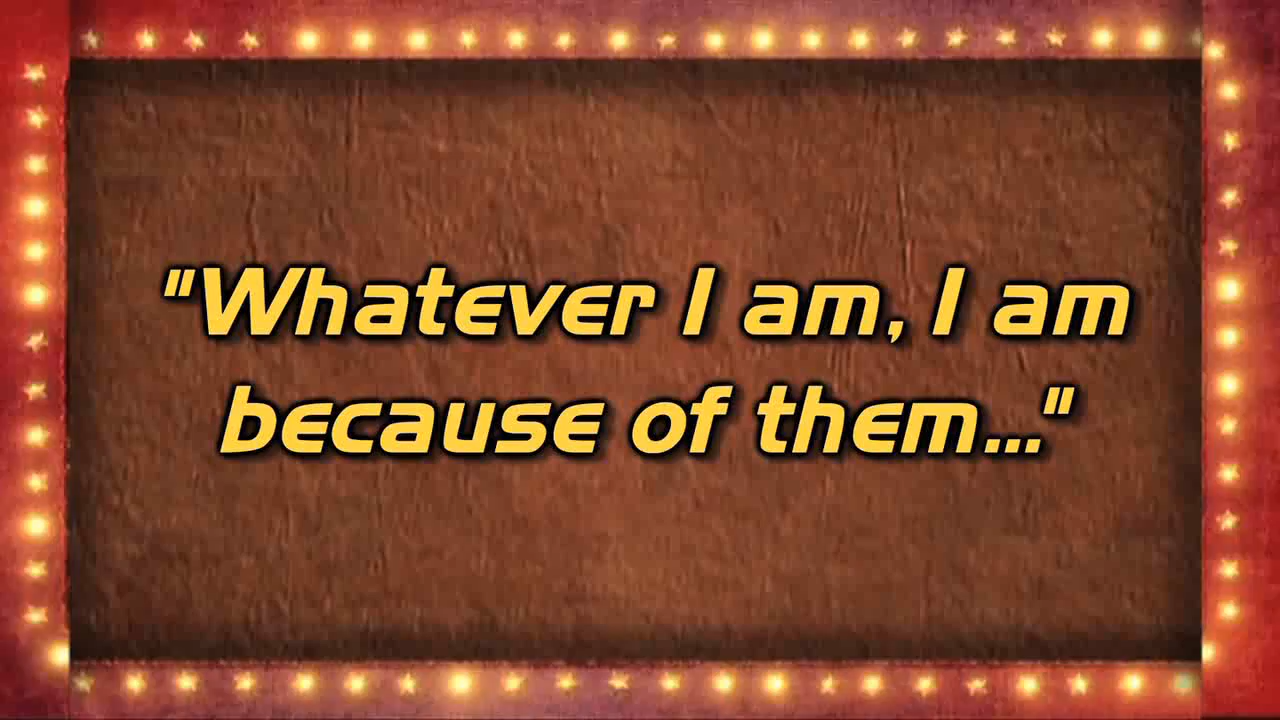 "Whatever I am, I am
because of them..."